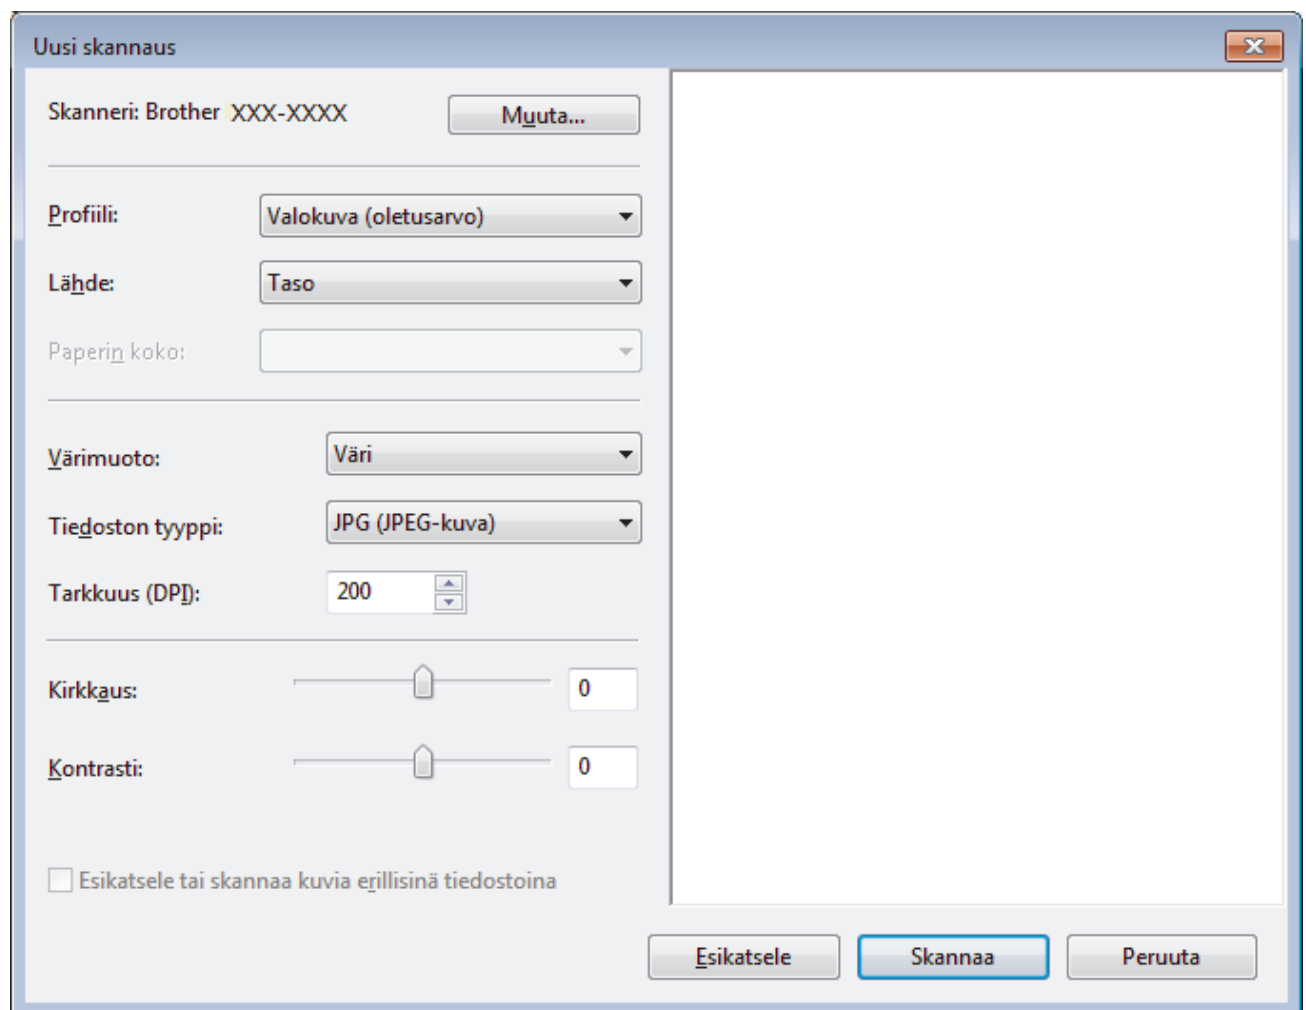 Uusi skannaus
Skanneri: Brother XXX-XXXX
Muuta...
Profiili:
Valokuva (oletusarvo)
Lähde:
Taso
Paperin koko:
Värimuoto:
Väri
Tiedoston tyyppi:
JPG (JPEG-kuva)
Tarkkuus (DPI):
200
Kirkkaus:
0
Kontrasti:
0
Esikatsele tai skannaa kuvia erillisinä tiedostoina
Esikatsele
Skannaa
Peruuta